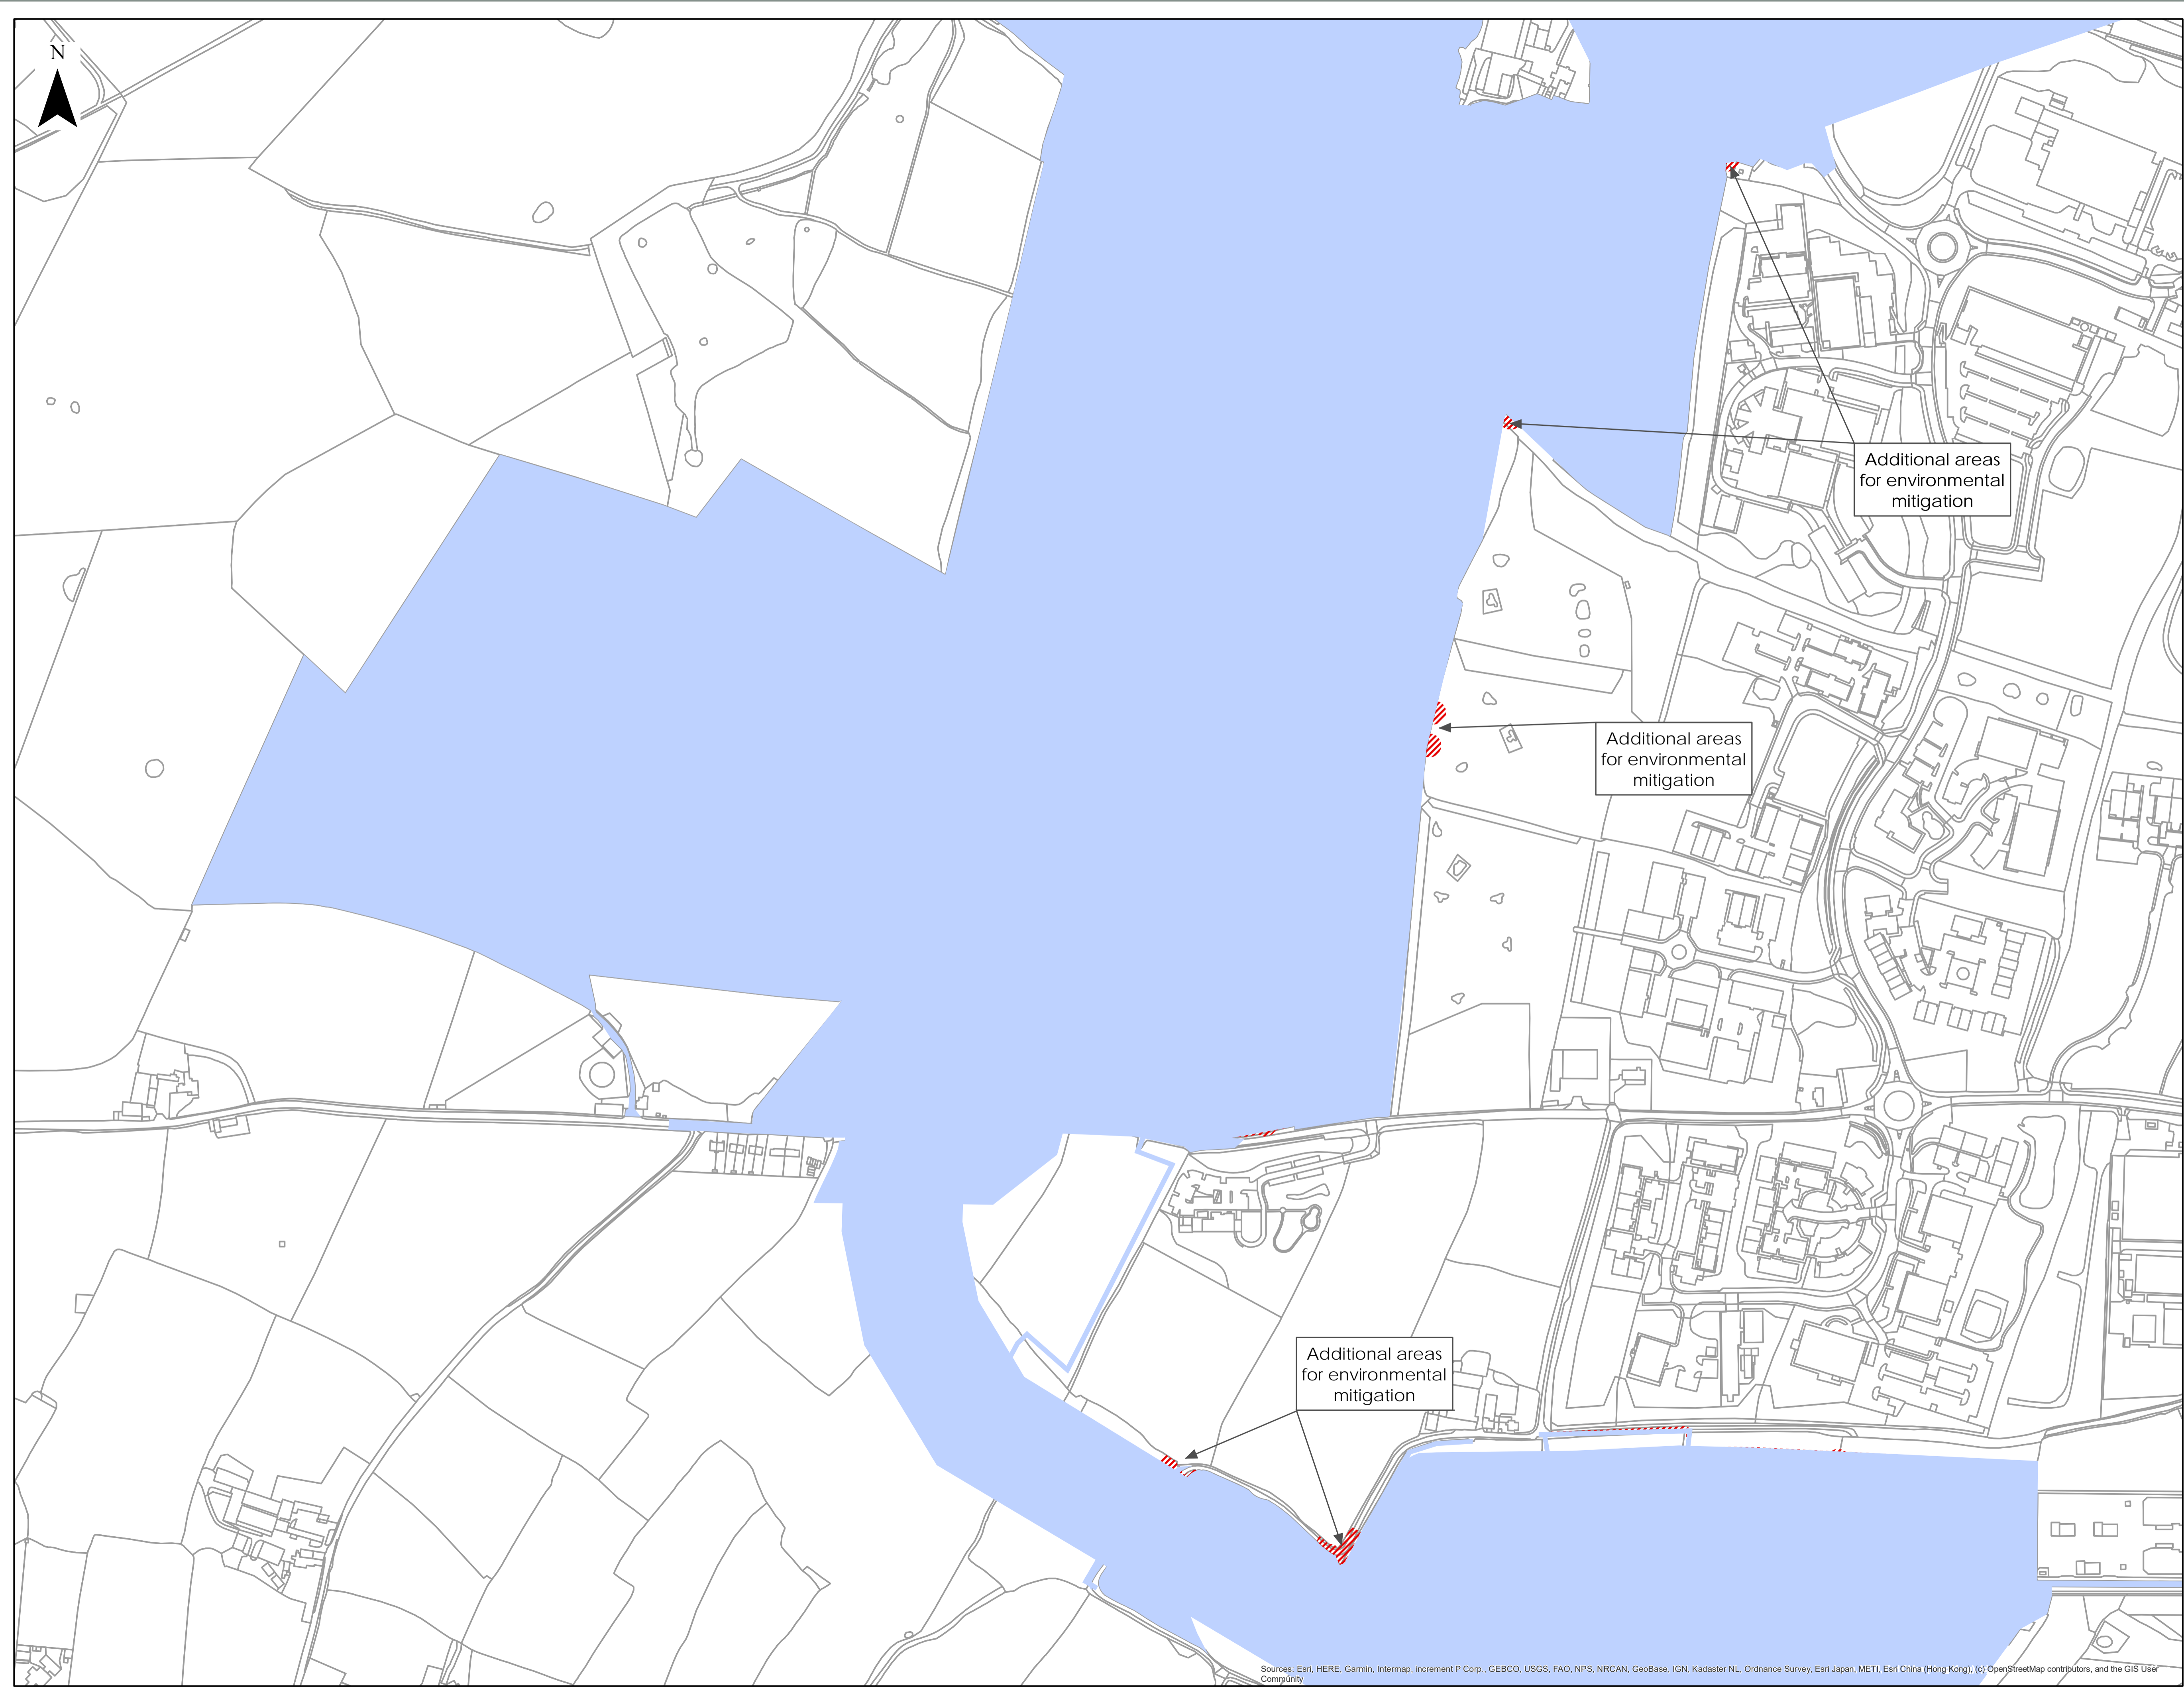 N
Additional areas
for environmental
mitigation
Additional areas
for environmental
mitigation
Additional areas
for environmental
mitigation
Sources: Esri, HERE, Garmin, Intermap, increment P Corp., GEBCO, USGS, FAO, NPS, NRCAN, GeoBase, IGN, Kadaster NL, Ordnance Survey, Esri Japan, METI, Esri China (Hong Kong), (c) OpenStreetMap contributors, and the GIS User
Community